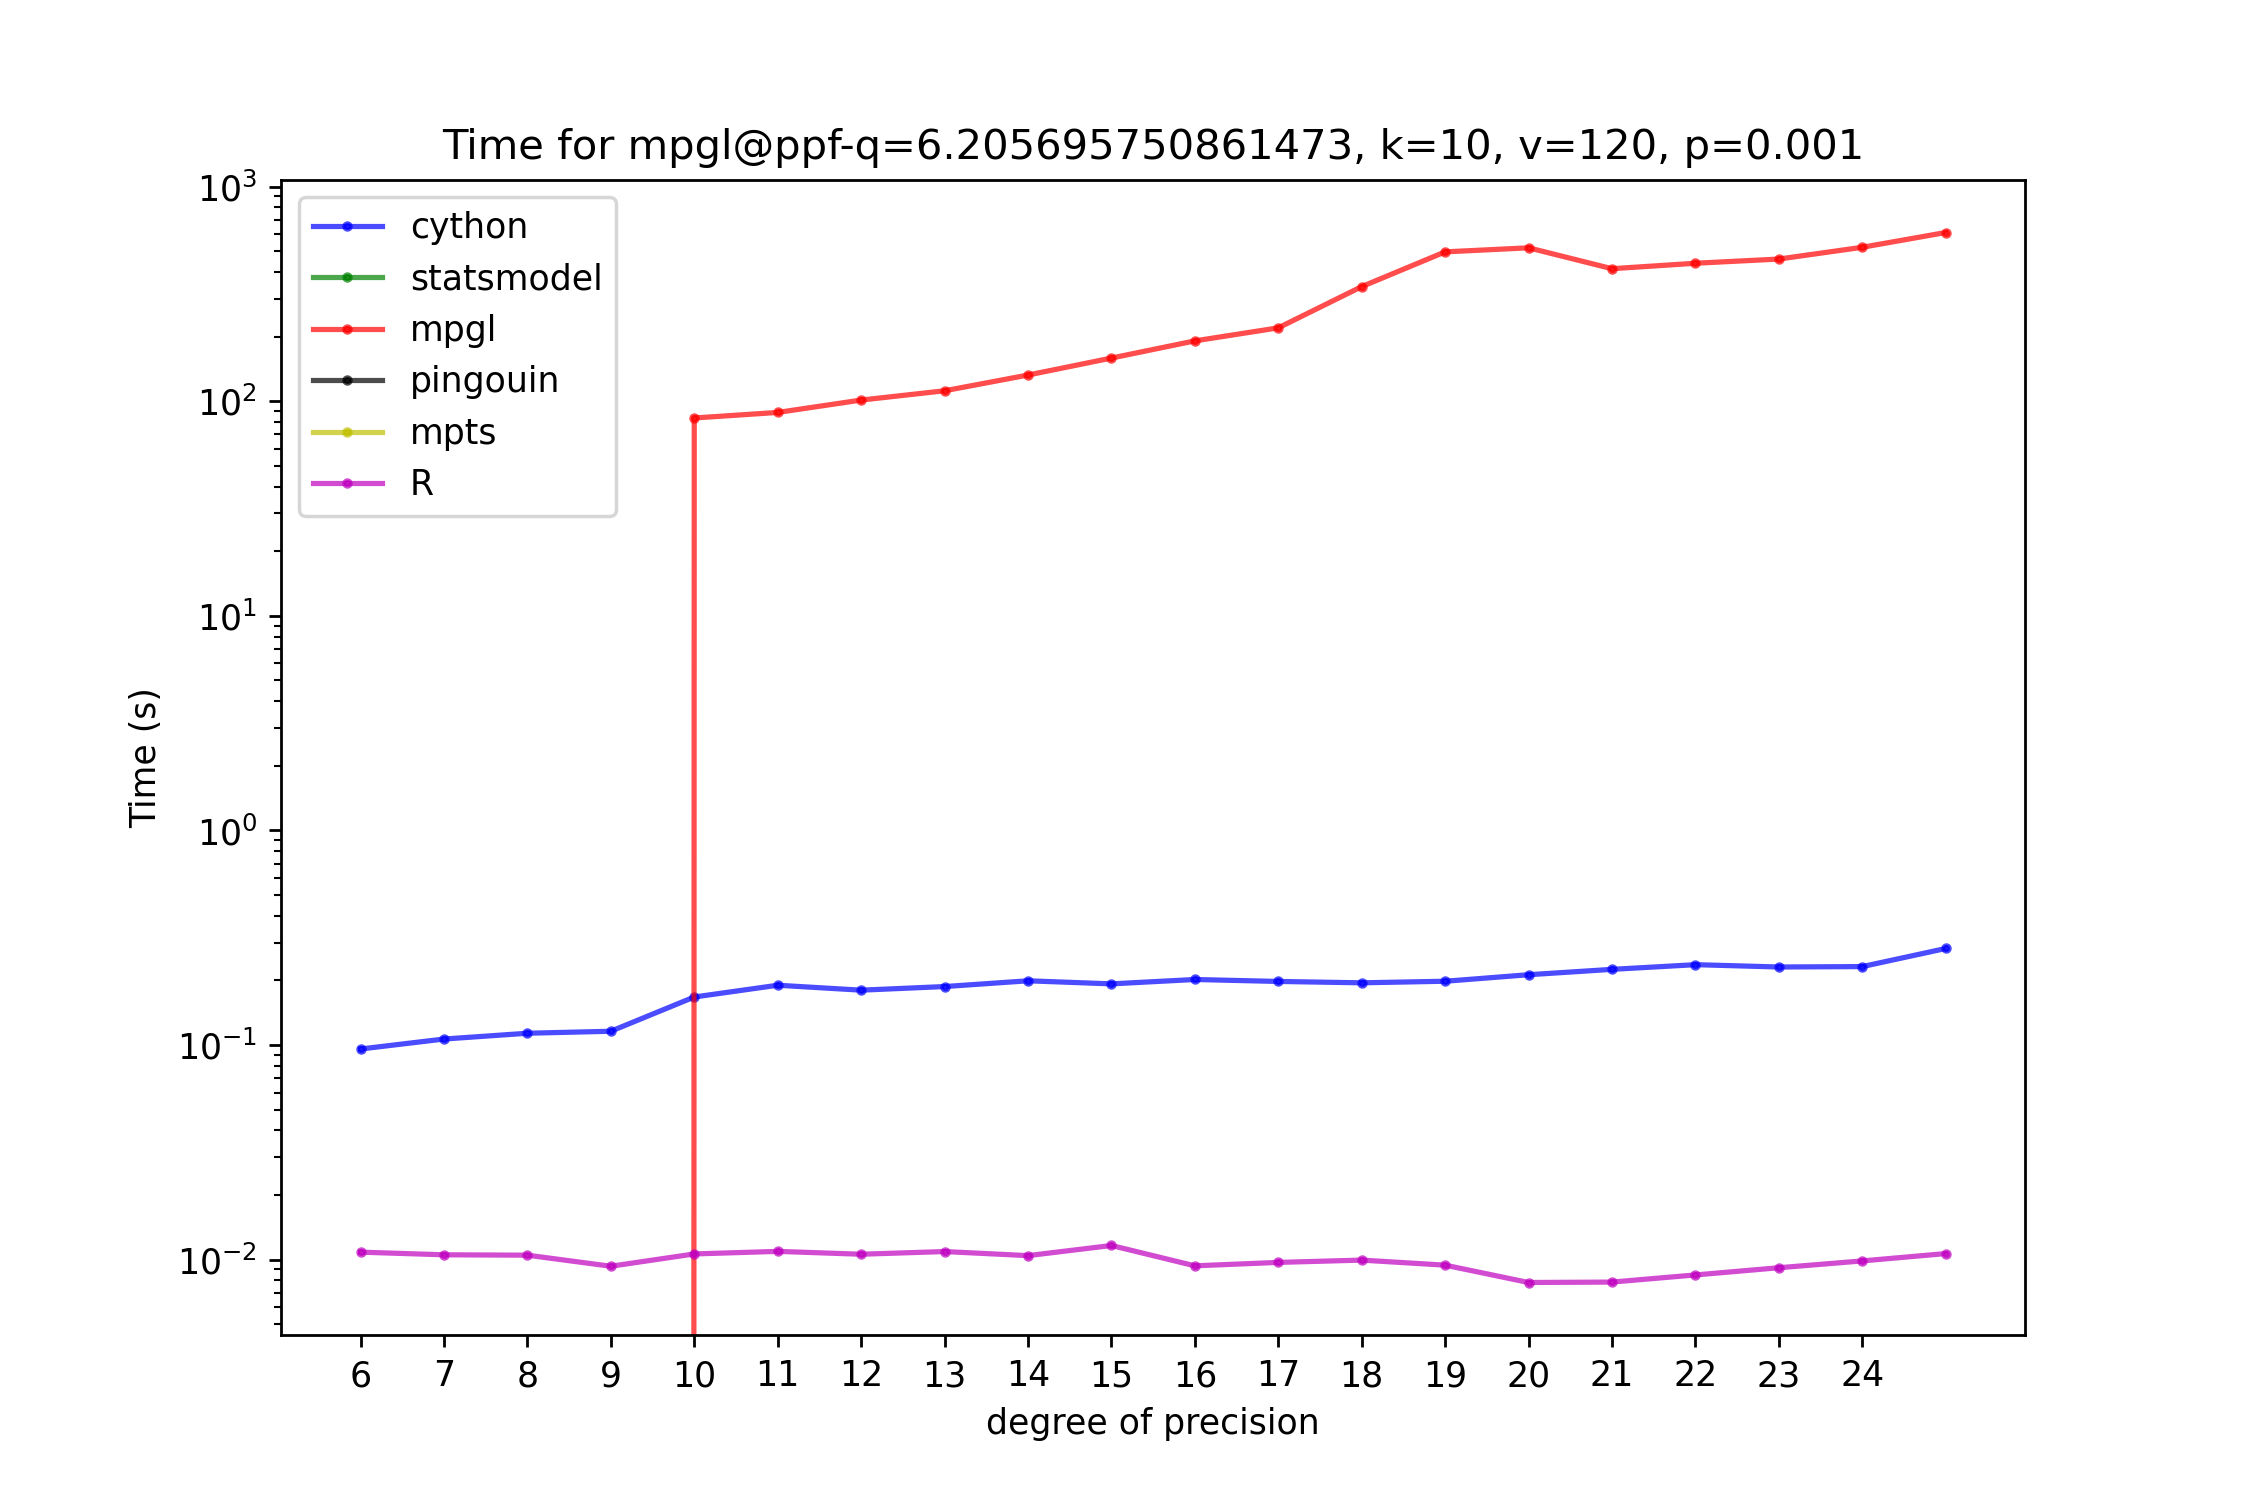 Time for mpgl@ppf-q=6.205695750861473, k=10, v=120, p=0.001
10³
10²
10¹
10⁰
10⁻¹
10⁻²
Time (s)
cython
statsmodel
mpgl
pingouin
mpts
R
6 7 8 9 10 11 12 13 14 15 16 17 18 19 20 21 22 23 24
degree of precision